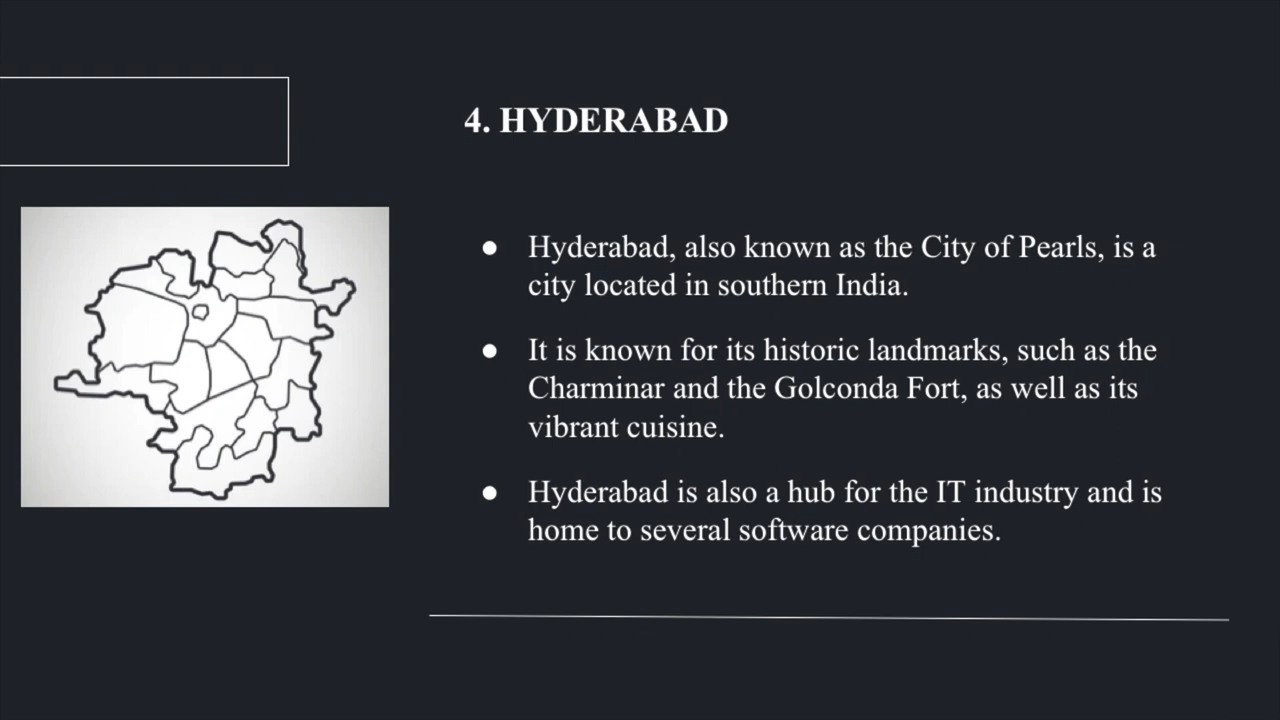 4. HYDERABAD
● Hyderabad, also known as the City of Pearls, is a
city located in southern India.
● It is known for its historic landmarks, such as the
Charminar and the Golconda Fort, as well as its
vibrant cuisine.
● Hyderabad is also a hub for the IT industry and is
home to several software companies.